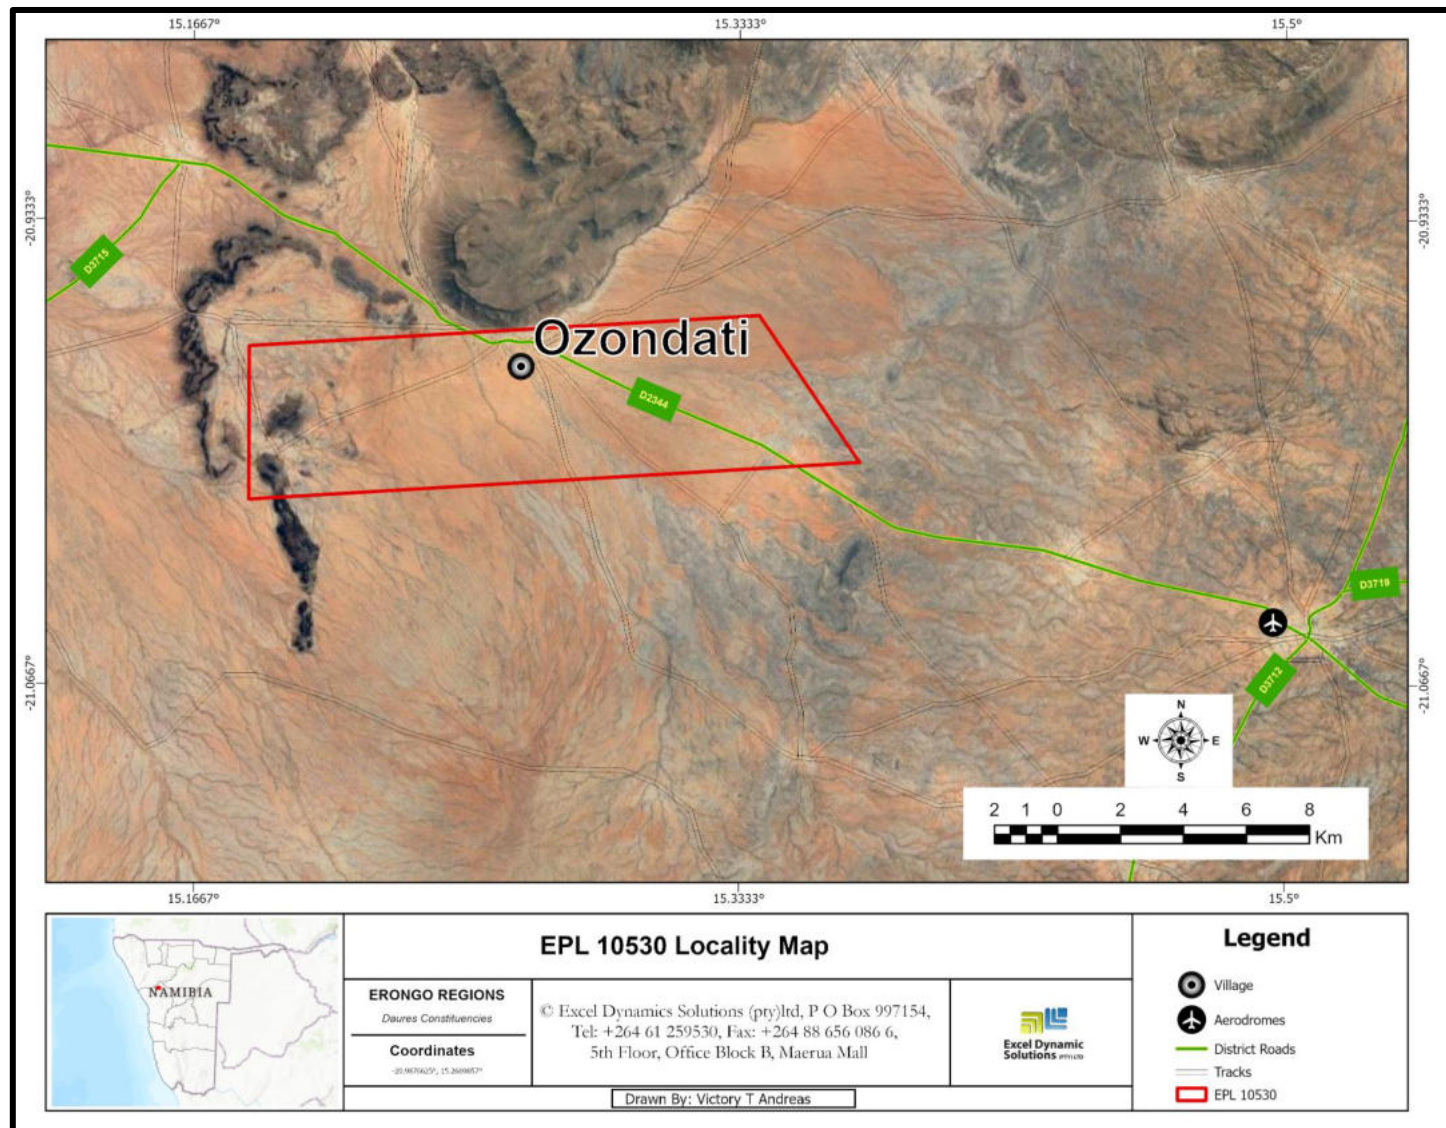 15.1667°
15.3333°
15.5°
-20.9333°
-20.9333°
D3715
Ozondati
D2344
D3719
D3712
-21.0667°
-21.0667°
N
W
E
S
2 1 0 2 4 6 8
Km
15.1667°
15.3333°
15.5°
NAMIBIA
EPL 10530 Locality Map
ERONGO REGIONS
Daures Constituencies
Coordinates
© Excel Dynamics Solutions (pty)ltd, P O Box 997154,
Tel: +264 61 259530, Fax: +264 88 656 086 6,
5th Floor, Office Block B, Maerua Mall
Excel Dynamic
Solutions (PTY) LTD
Drawn By: Victory T Andreas
Legend
Village
Aerodromes
District Roads
Tracks
EPL 10530